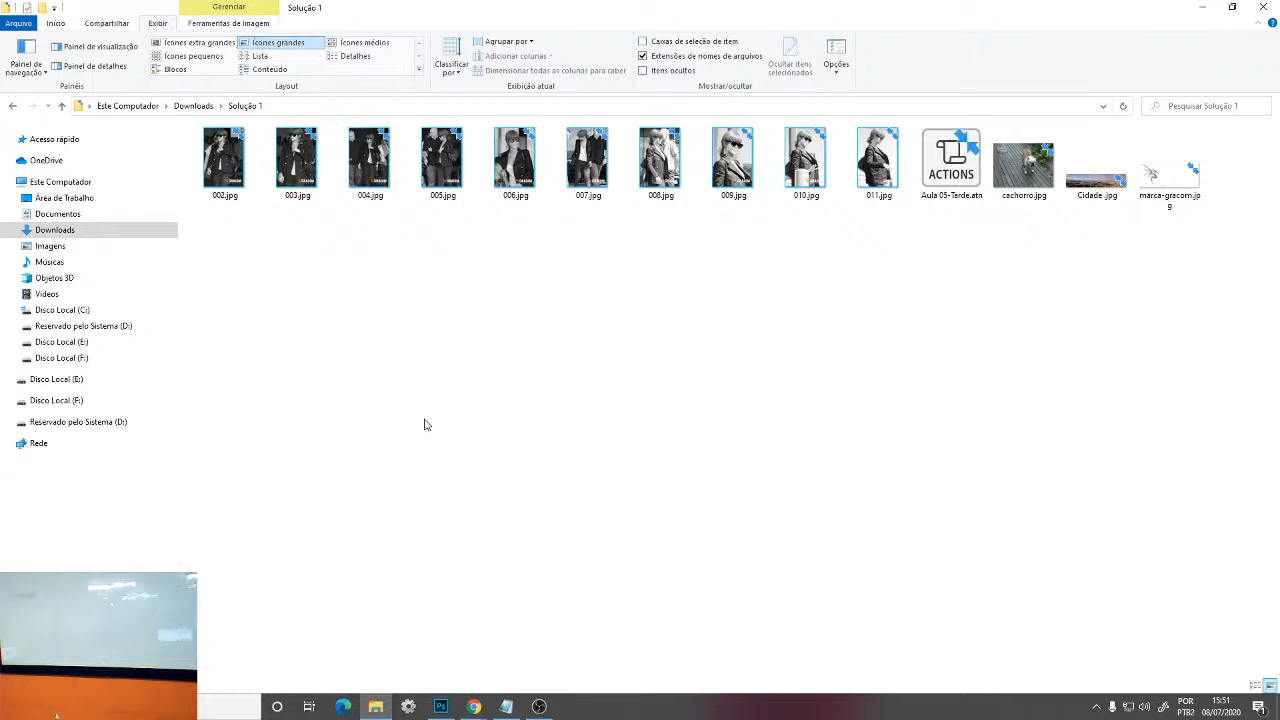 Gerenciar
Solução 1
Arquivo
Início
Compartilhar
Exibir
Ferramentas de Imagem
Painel de navegação
Painel de visualização
Painel de detalhes
Painéis
Ícones extra grandes
Ícones grandes
Ícones médios
Ícones pequenos
Lista
Detalhes
Blocos
Conteúdo
Layout
Classificar por
Agrupar por
Adicionar colunas
Dimensionar todas as colunas para caber
Exibição atual
Caixas de seleção de item
Extensões de nomes de arquivos
Itens ocultos
Ocultar itens selecionados
Mostrar/ocultar
Opções
Este Computador
Downloads
Solução 1
Pesquisar Solução 1
Acesso rápido
OneDrive
Este Computador
Área de Trabalho
Documentos
Downloads
Imagens
Músicas
Objetos 3D
Vídeos
Disco Local (C:)
Reservado pelo Sistema (D:)
Disco Local (E:)
Disco Local (F:)
Disco Local (E:)
Disco Local (F:)
Reservado pelo Sistema (D:)
Rede
ACTIONS
002.jpg
003.jpg
004.jpg
005.jpg
006.jpg
007.jpg
008.jpg
009.jpg
010.jpg
011.jpg
Aula 05-Tarde.atn
cachorro.jpg
Cidade .jpg
marca-gracom.jp
g
Ps
POR
PTB2
15:51
08/07/2020
1